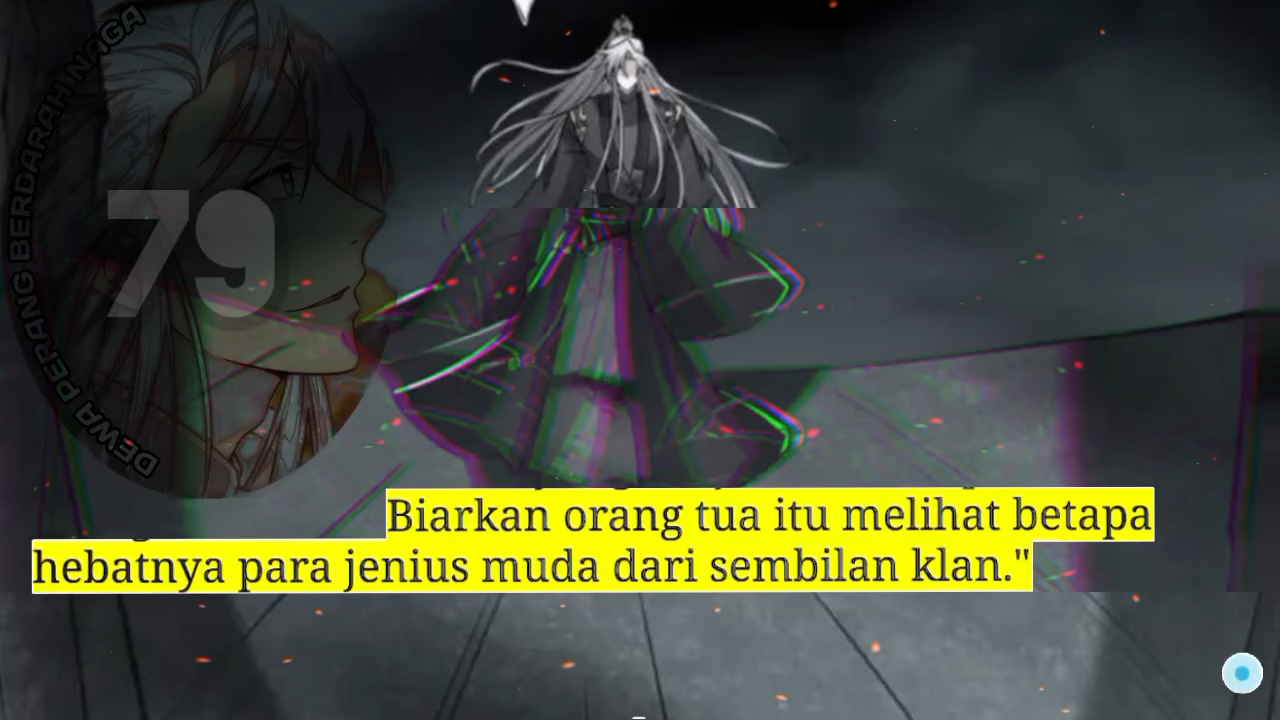 DEWA PERANG BERDARAH NAGA
79
Biarkan orang tua itu melihat betapa
hebatnya para jenius muda dari sembilan klan."